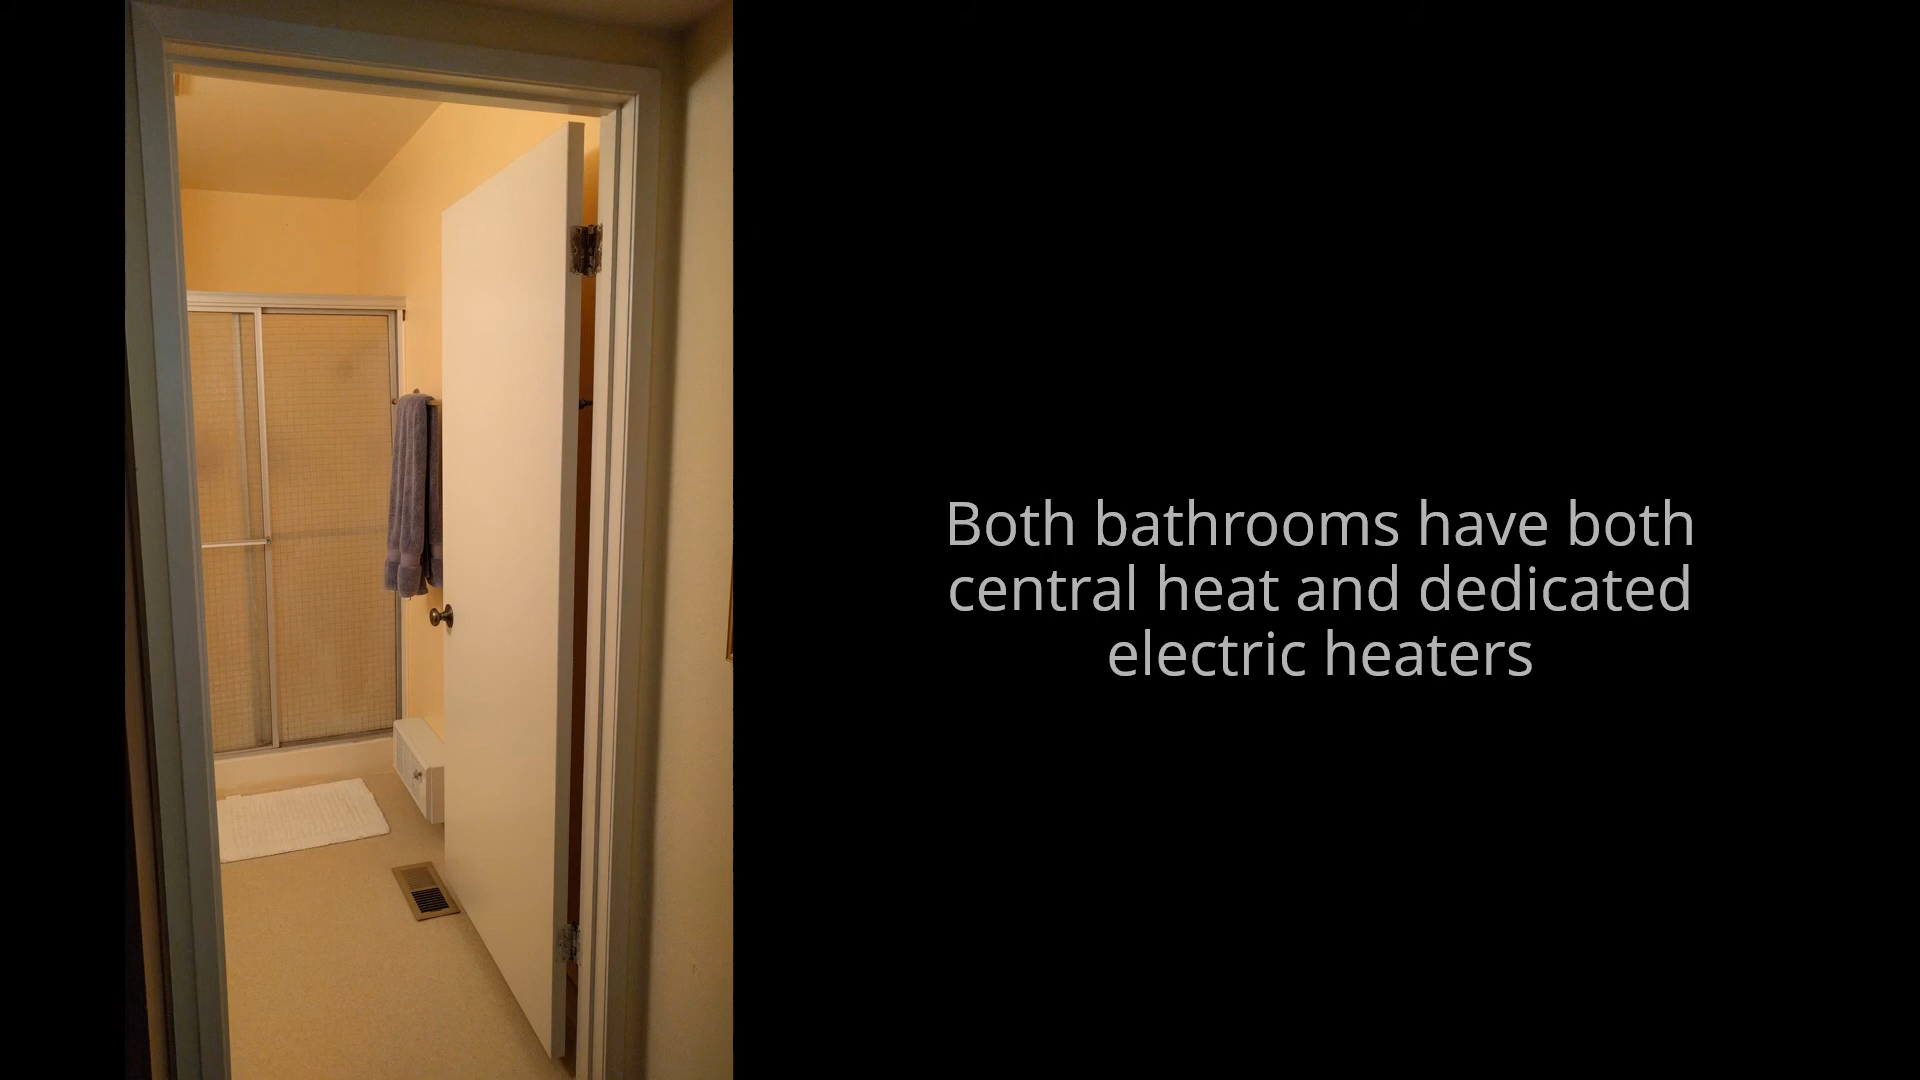 Both bathrooms have both
central heat and dedicated
electric heaters